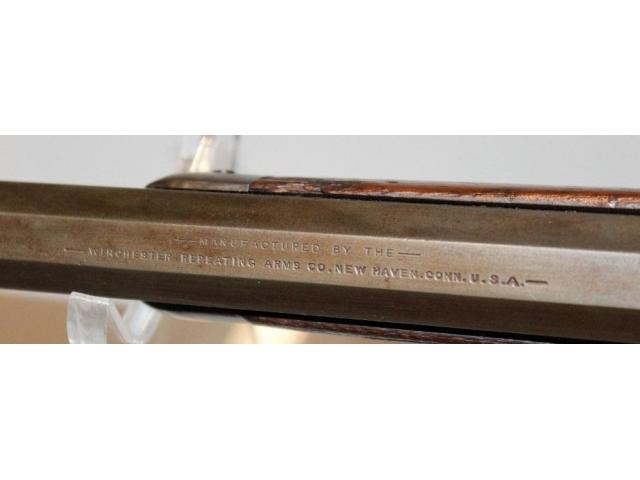 —MANUFACTURED BY THE—
—WINCHESTER REPEATING ARMS CO. NEW HAVEN. CONN. U.S.A.—